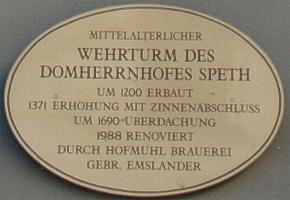 MITTELALTERLICHER
WEHRTURM DES
DOMHERRNHOFES SPETH
UM 1200 ERBAUT
1371 ERHÖHUNG MIT ZINNENABSCHLUSS
UM 1690-ÜBERDACHUNG
1988 RENOVIERT
DURCH HOFMÜHL BRAUEREI
GEBR. EMSLANDER